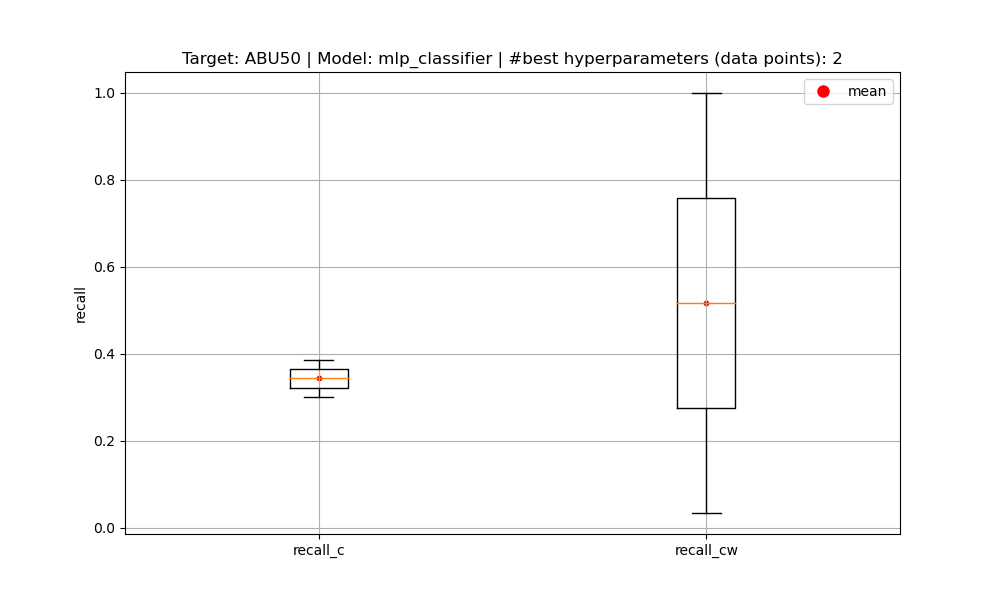 Target: ABU50 | Model: mlp_classifier | #best hyperparameters (data points): 2
mean
1.0
0.8
0.6
0.4
0.2
0.0
recall
recall_c
recall_cw